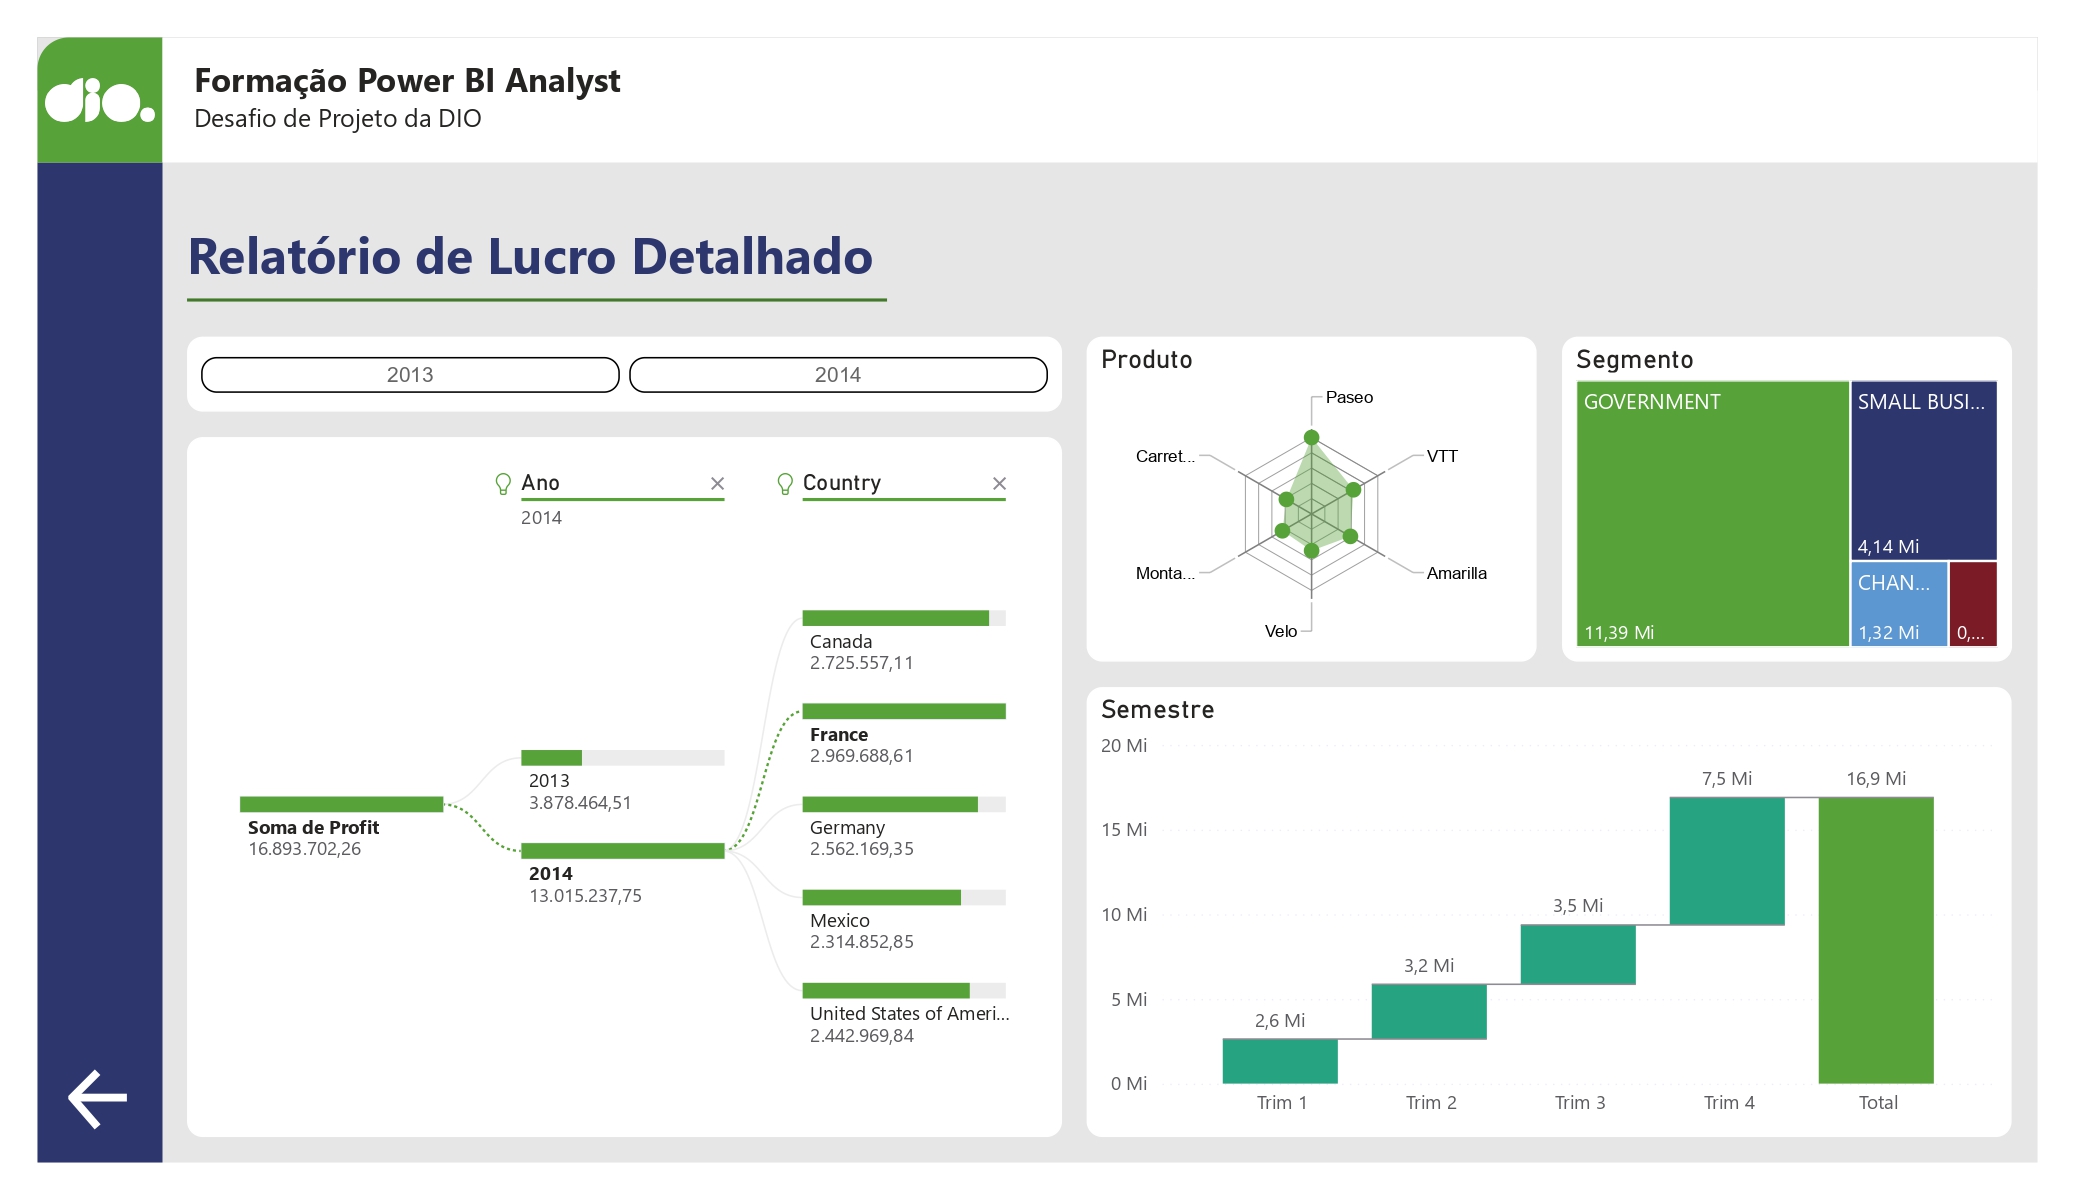 dio.
Formação Power BI Analyst
Desafio de Projeto da DIO
Relatório de Lucro Detalhado
2013
2014
Ano
2014
Country
Soma de Profit
16.893.702,26
2013
3.878.464,51
2014
13.015.237,75
Canada
2.725.557,11
France
2.969.688,61
Germany
2.562.169,35
Mexico
2.314.852,85
United States of Ameri...
2.442.969,84
Produto
Paseo
Carret...
VTT
Monta...
Amarilla
Velo
Segmento
GOVERNMENT
11,39 Mi
SMALL BUSI...
4,14 Mi
CHAN...
1,32 Mi
0,...
Semestre
20 Mi
15 Mi
10 Mi
5 Mi
0 Mi
2,6 Mi
3,2 Mi
3,5 Mi
7,5 Mi
16,9 Mi
Trim 1
Trim 2
Trim 3
Trim 4
Total